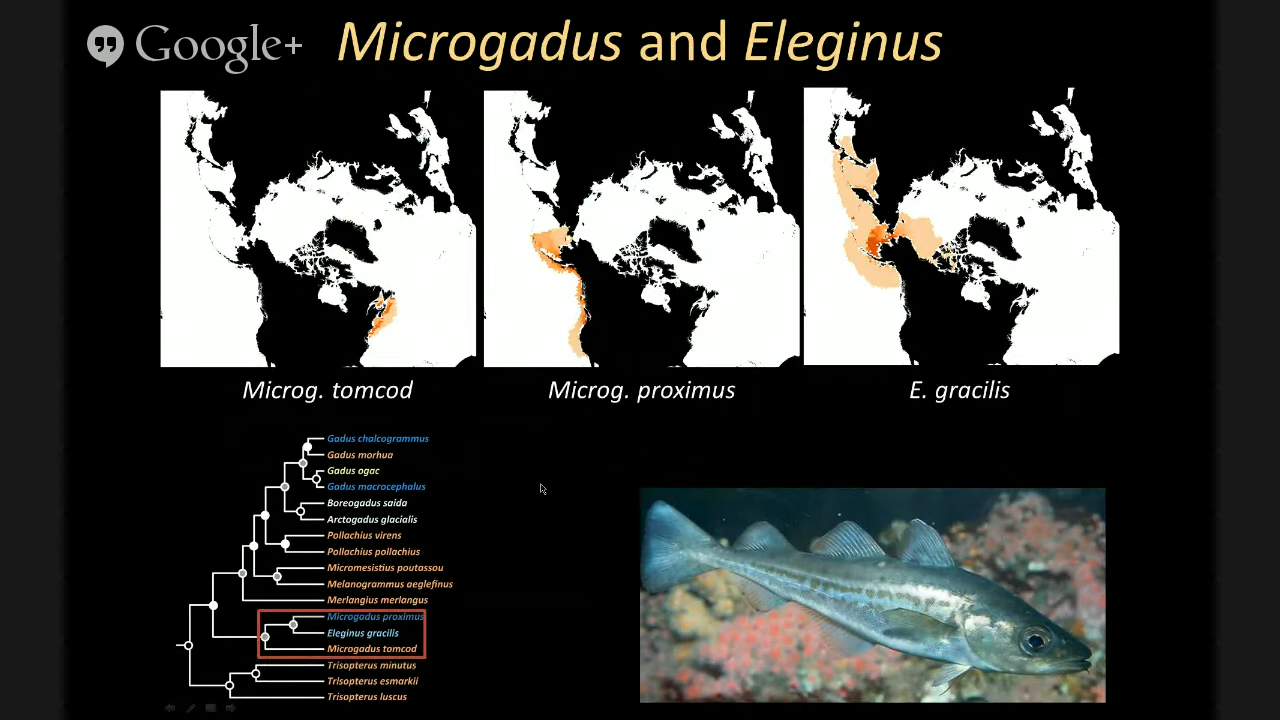 Google+
Microgadus and Eleginus
Microg. tomcod
Microg. proximus
E. gracilis
Gadus chalcogrammus
Gadus morhua
Gadus ogac
Gadus macrocephalus
Boreogadus saida
Arctogadus glacialis
Pollachius virens
Pollachius pollachius
Micromesistius poutassou
Melanogrammus aeglefinus
Merlangius merlangus
Microgadus proximus
Eleginus gracilis
Microgadus tomcod
Trisopterus minutus
Trisopterus esmarkii
Trisopterus luscus